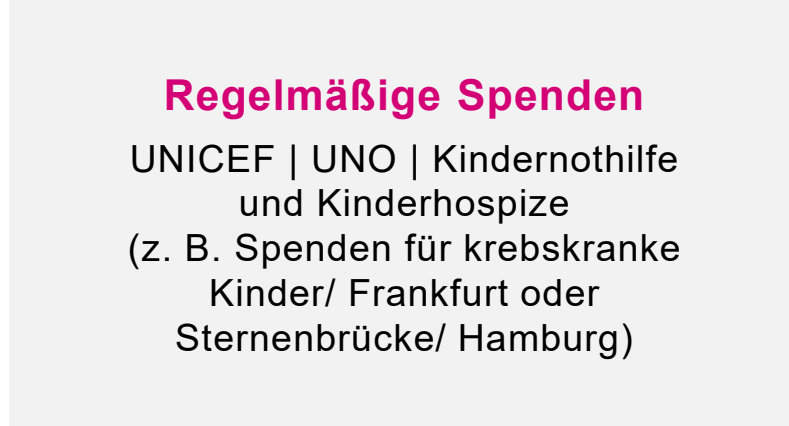 Regelmäßige Spenden
UNICEF | UNO | Kindernothilfe
und Kinderhospize
(z. B. Spenden für krebskranke
Kinder/ Frankfurt oder
Sternenbrücke/ Hamburg)